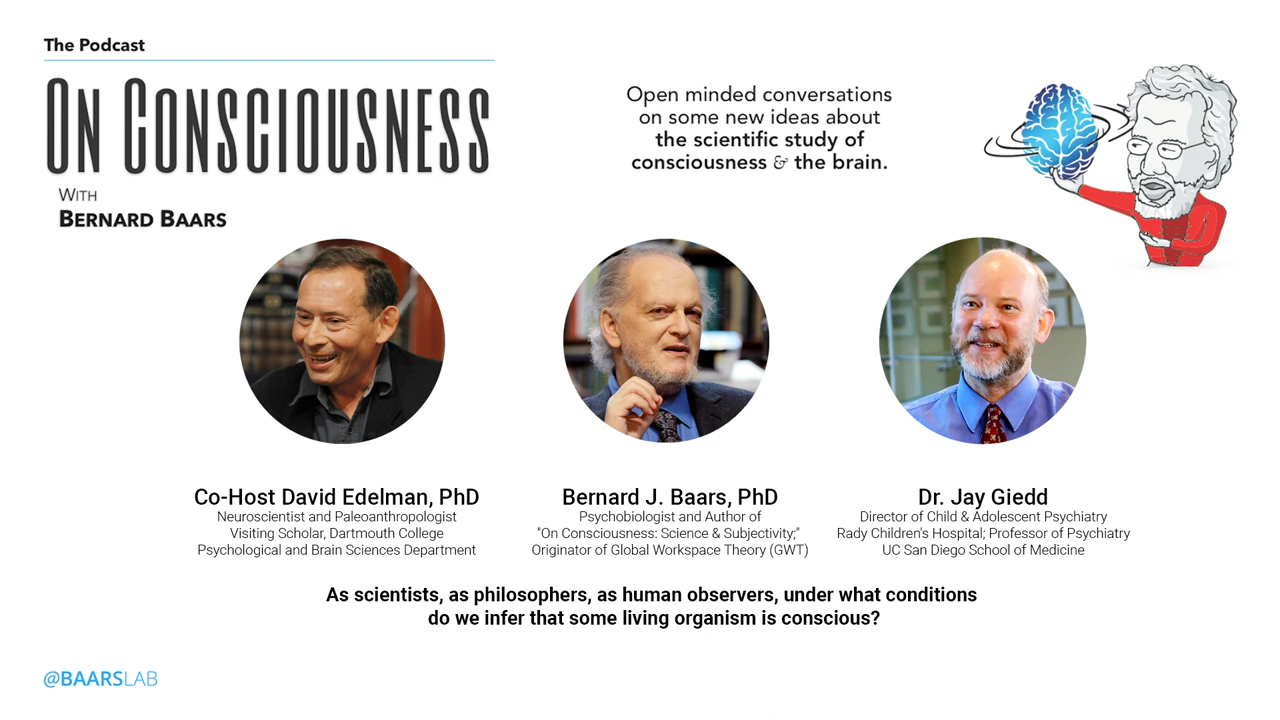 The Podcast
ON CONSCIOUSNESS
WITH
BERNARD BAARS
Open minded conversations
on some new ideas about
the scientific study of
consciousness & the brain.
Co-Host David Edelman, PhD
Neuroscientist and Paleoanthropologist
Visiting Scholar, Dartmouth College
Psychological and Brain Sciences Department
Bernard J. Baars, PhD
Psychobiologist and Author of
"On Consciousness: Science & Subjectivity;"
Originator of Global Workspace Theory (GWT)
Dr. Jay Giedd
Director of Child & Adolescent Psychiatry
Rady Children's Hospital; Professor of Psychiatry
UC San Diego School of Medicine
As scientists, as philosophers, as human observers, under what conditions
do we infer that some living organism is conscious?
@BAARSLAB